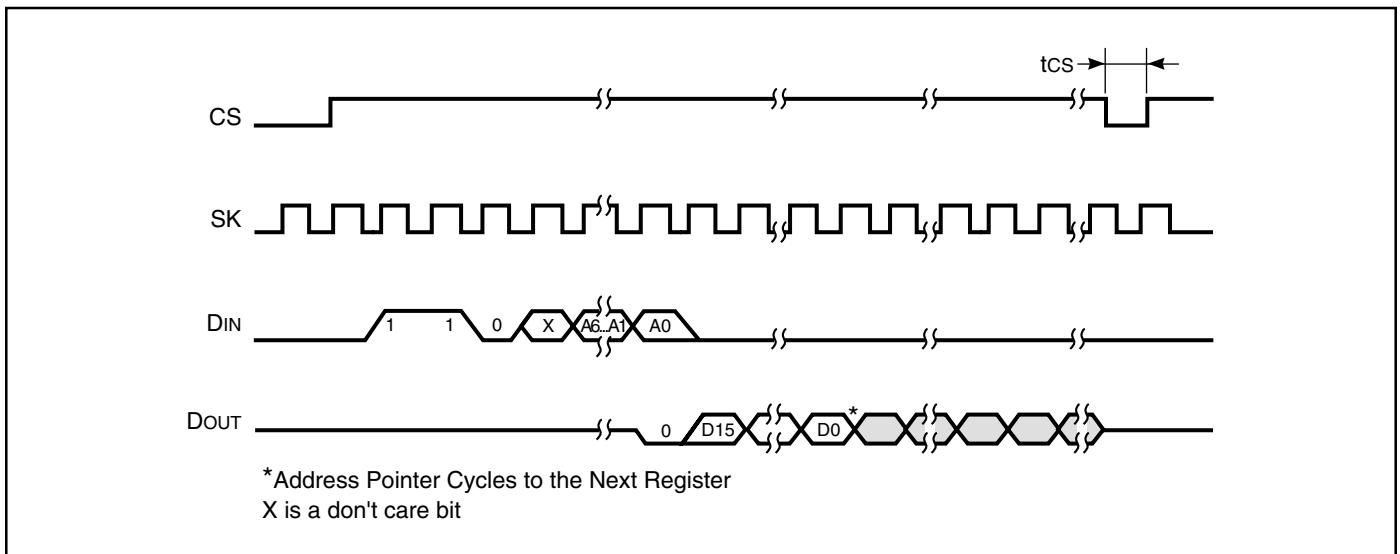 tCS
CS
SK
DIN 1 1 0 X A6...A1 A0
DOUT 0 D15 D0 *
*Address Pointer Cycles to the Next Register
X is a don't care bit